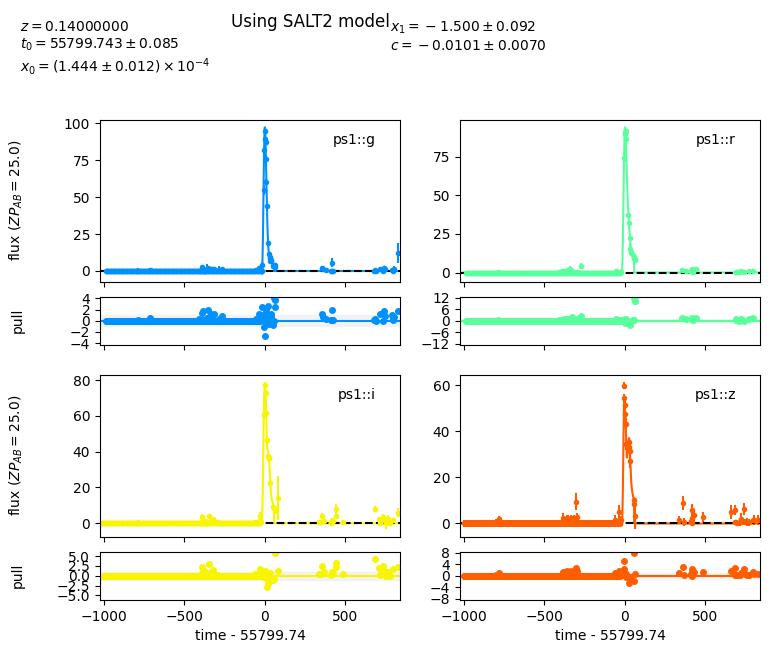 Using SALT2 model
z = 0.14000000
t₀ = 55799.743 ± 0.085
x₀ = (1.444 ± 0.012) × 10⁻⁴
x₁ = −1.500 ± 0.092
c = −0.0101 ± 0.0070
flux (ZP_AB = 25.0)
100
75
50
25
0
ps1::g
75
50
25
0
ps1::r
pull
4
2
0
−2
−4
12
6
0
−6
−12
flux (ZP_AB = 25.0)
80
60
40
20
0
ps1::i
60
40
20
0
ps1::z
pull
5.0
2.5
0.0
−2.5
−5.0
8
4
0
−4
−8
−1000 −500 0 500
−1000 −500 0 500
time - 55799.74
time - 55799.74